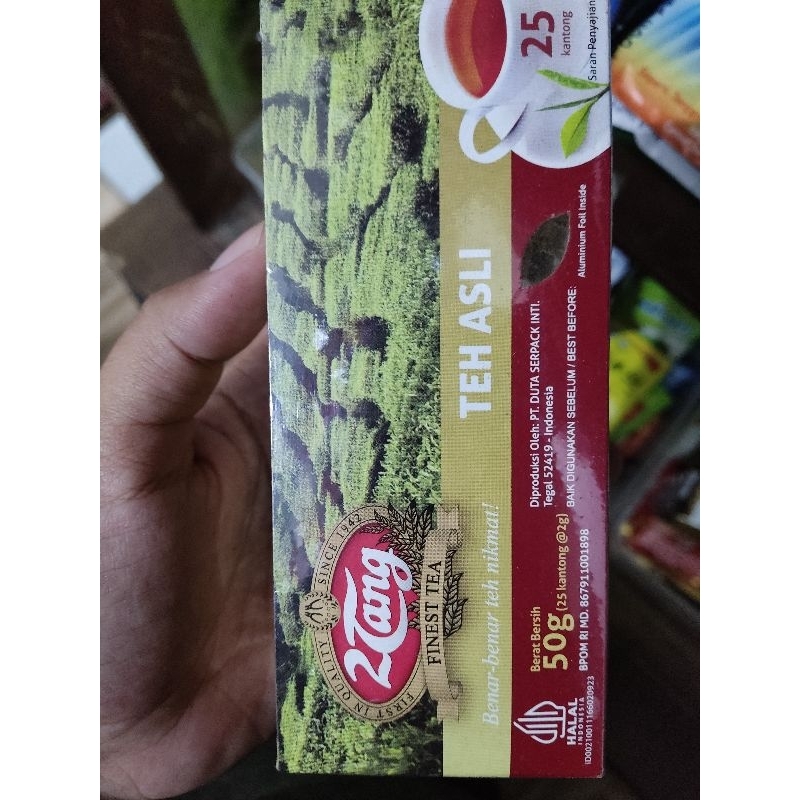 FIRST IN QUALITY SINCE 1942
2Tang
FINEST TEA
Benar-benar teh nikmat!
TEH ASLI
25
kantong
Saran Penyajian
Berat Bersih
50g (25 kantong @2g)
BPOM RI MD. 867911001898
HALAL
INDONESIA
ID00210011166020923
Diproduksi Oleh: PT. DUTA SERPACK INTI.
Tegal 52419 - Indonesia
BAIK DIGUNAKAN SEBELUM / BEST BEFORE:
Aluminium Foil Inside